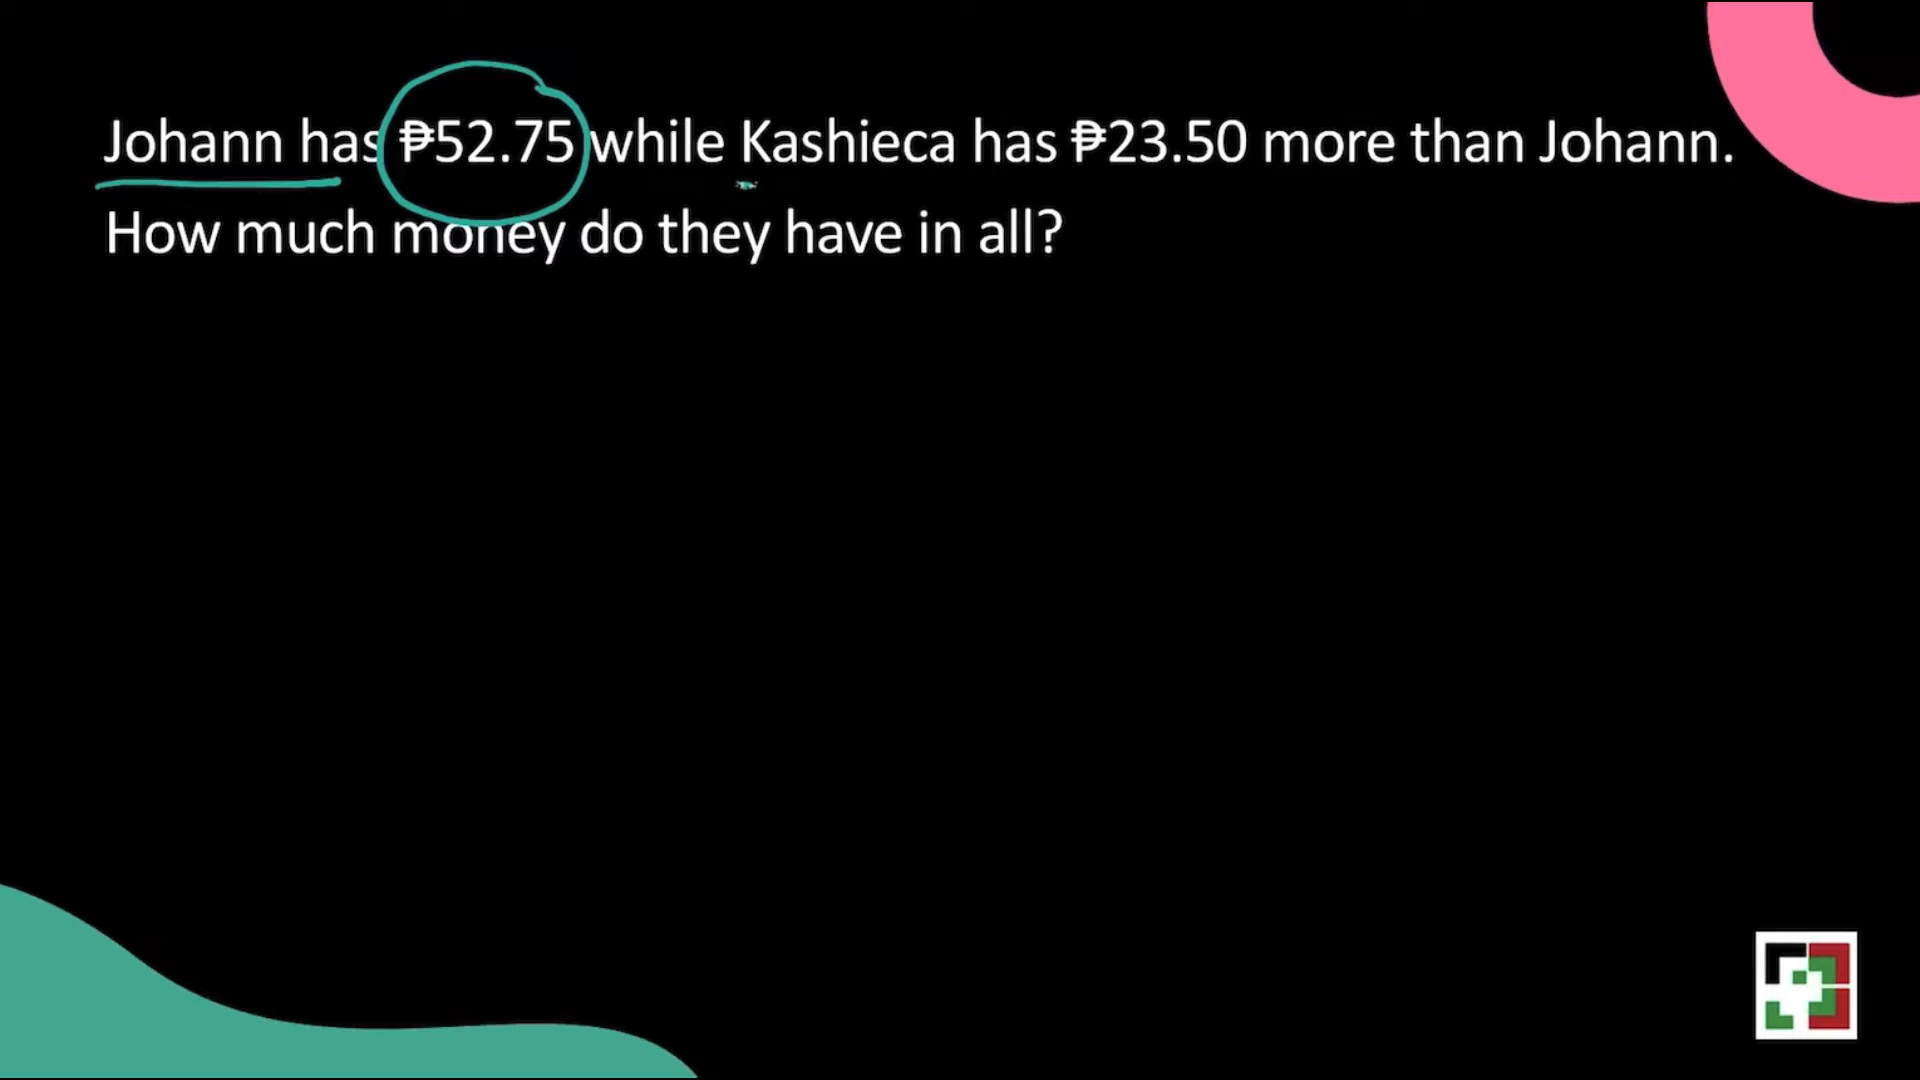 Johann has ₱52.75 while Kashieca has ₱23.50 more than Johann.
How much money do they have in all?